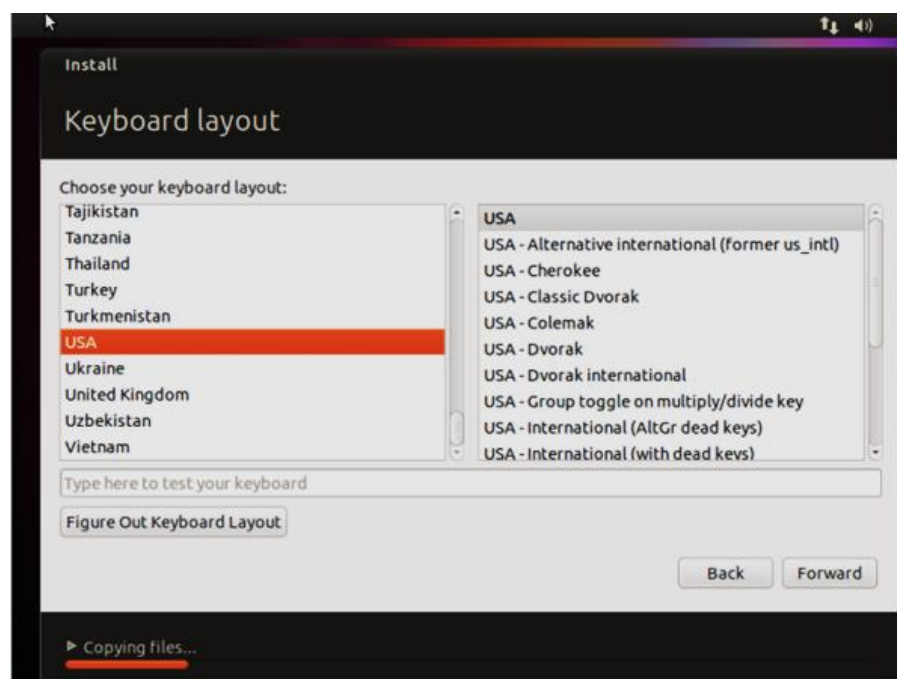 Install
Keyboard layout
Choose your keyboard layout:
Tajikistan
Tanzania
Thailand
Turkey
Turkmenistan
USA
Ukraine
United Kingdom
Uzbekistan
Vietnam
USA
USA - Alternative international (former us_intl)
USA - Cherokee
USA - Classic Dvorak
USA - Colemak
USA - Dvorak
USA - Dvorak international
USA - Group toggle on multiply/divide key
USA - International (AltGr dead keys)
USA - International (with dead keys)
Type here to test your keyboard
Figure Out Keyboard Layout
Back
Forward
Copying files...